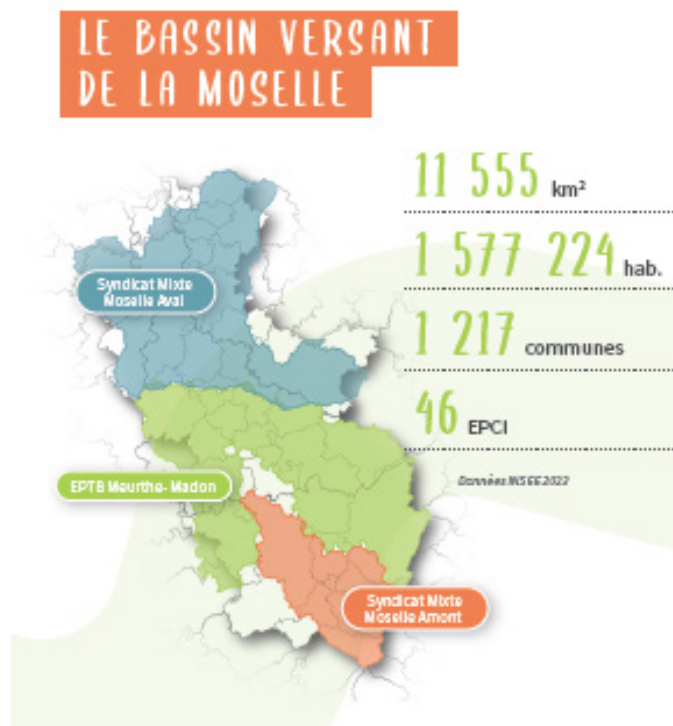 LE BASSIN VERSANT
DE LA MOSELLE
11 555 km²
1 577 224 hab.
1 217 communes
46 EPCI
Données INSEE 2022
Syndicat Mixte
Moselle Aval
EPTB Meurthe-Madon
Syndicat Mixte
Moselle Amont